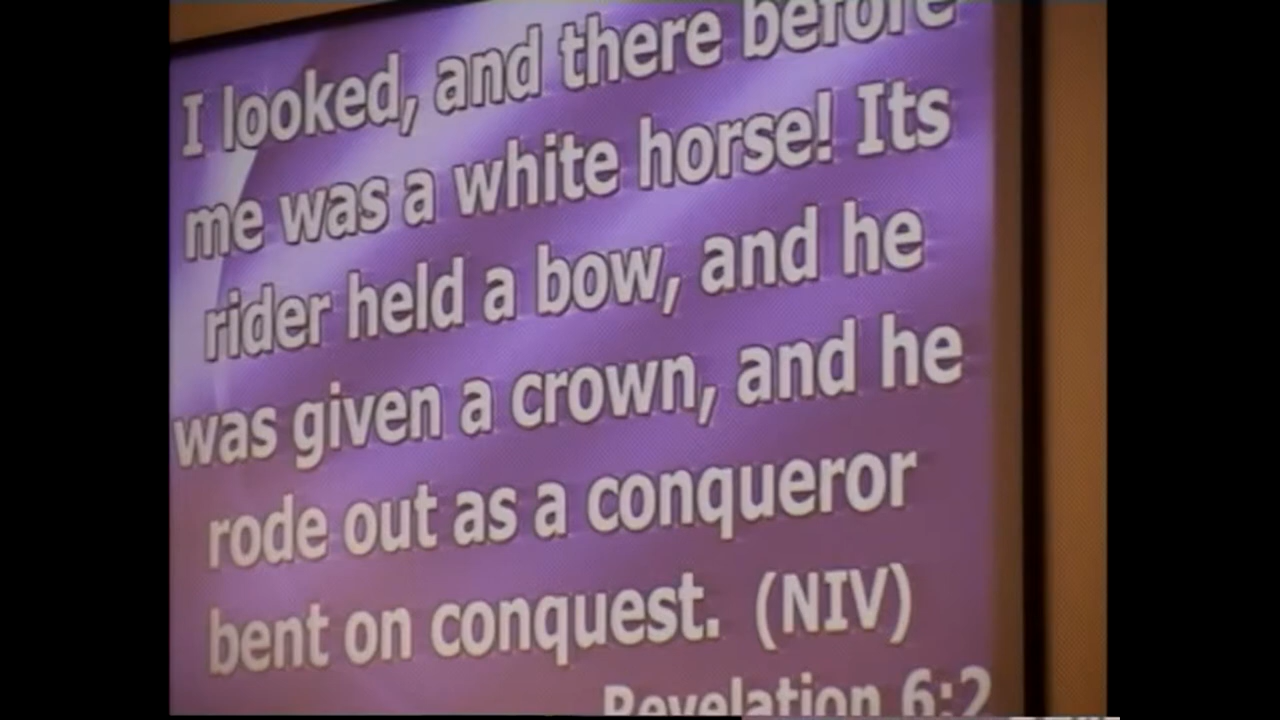 I looked, and there before
me was a white horse! Its
rider held a bow, and he
was given a crown, and he
rode out as a conqueror
bent on conquest. (NIV)
Revelation 6:2